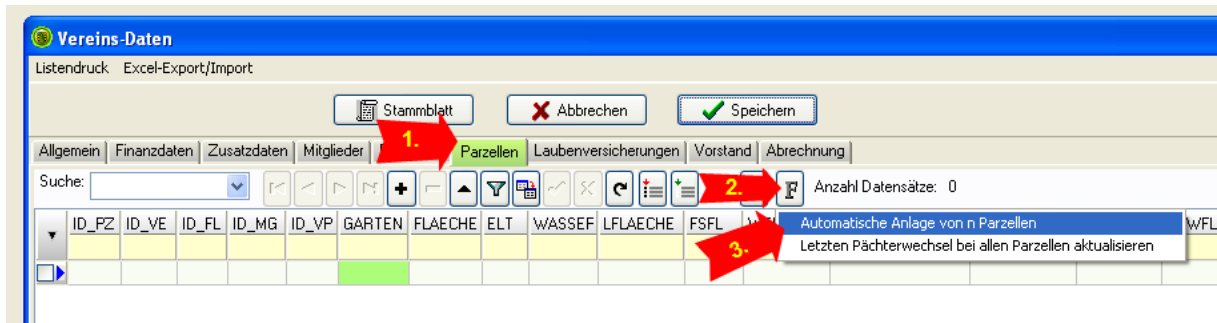 Vereins-Daten
Listendruck Excel-Export/Import
Stammblatt Abbrechen Speichern
1.
Allgemein Finanzdaten Zusatzdaten Mitglieder Parzellen Laubenversicherungen Vorstand Abrechnung
Suche: 2. F Anzahl Datensätze: 0
ID_PZ ID_VE ID_FL ID_MG ID_VP GARTEN FLAECHE ELT WASSEF LFLAECHE FSFL Automatische Anlage von n Parzellen WFL
3. Letzten Pächterwechsel bei allen Parzellen aktualisieren